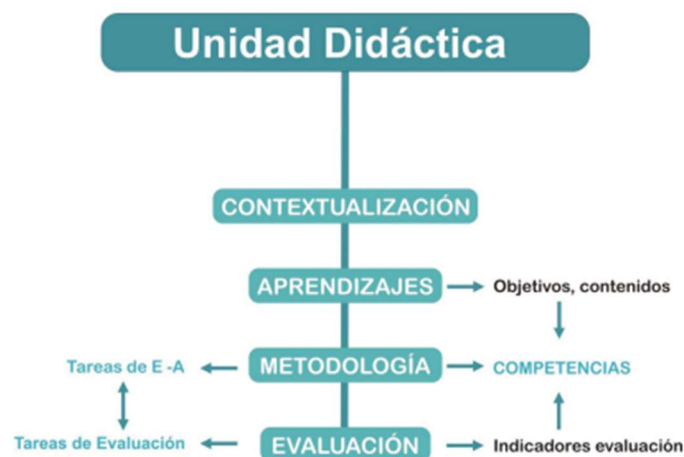 Unidad Didáctica
CONTEXTUALIZACIÓN
APRENDIZAJES
Objetivos, contenidos
Tareas de E -A
METODOLOGÍA
COMPETENCIAS
Tareas de Evaluación
EVALUACIÓN
Indicadores evaluación